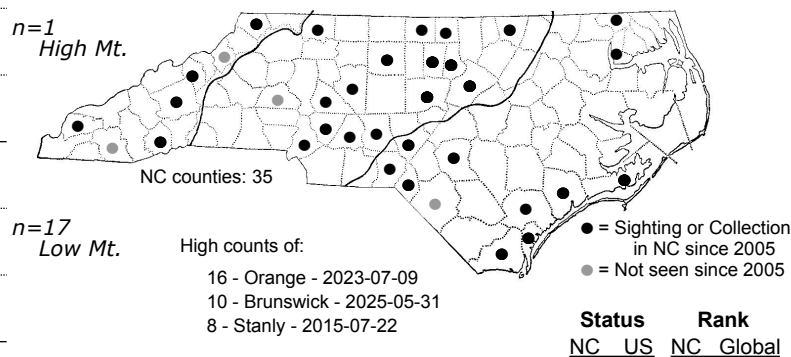 n=1
High Mt.
NC counties: 35
n=17
Low Mt.
High counts of:
16 - Orange - 2023-07-09
10 - Brunswick - 2025-05-31
8 - Stanly - 2015-07-22
● = Sighting or Collection
in NC since 2005
● = Not seen since 2005
Status Rank
NC US NC Global